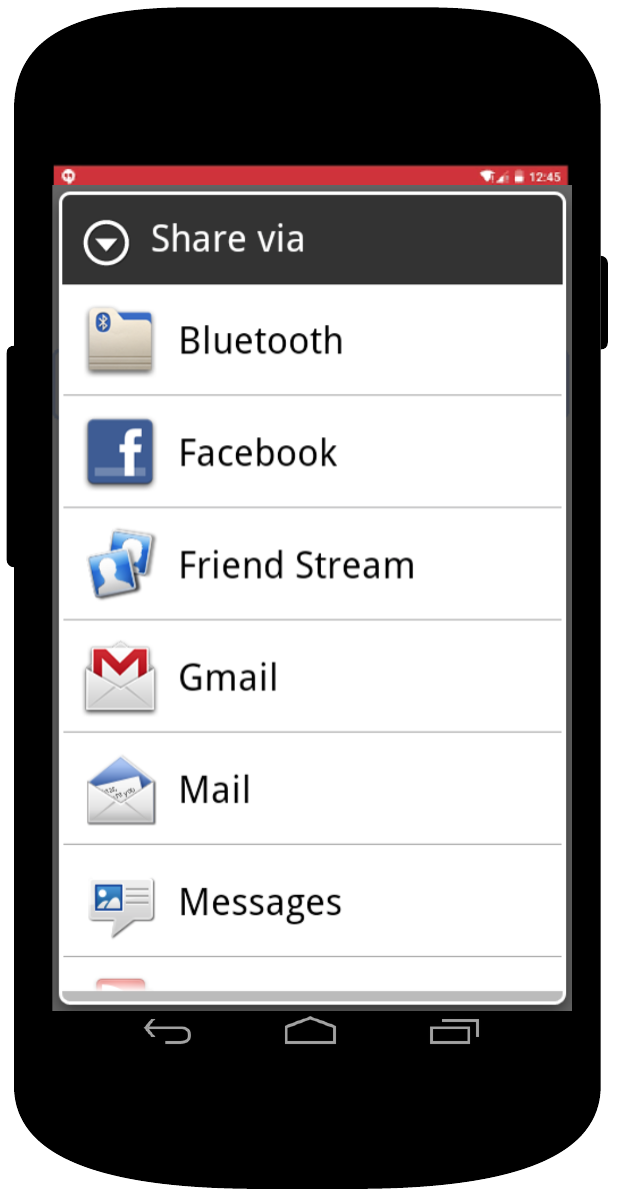 12:45
Share via
Bluetooth
Facebook
Friend Stream
Gmail
Mail
Messages